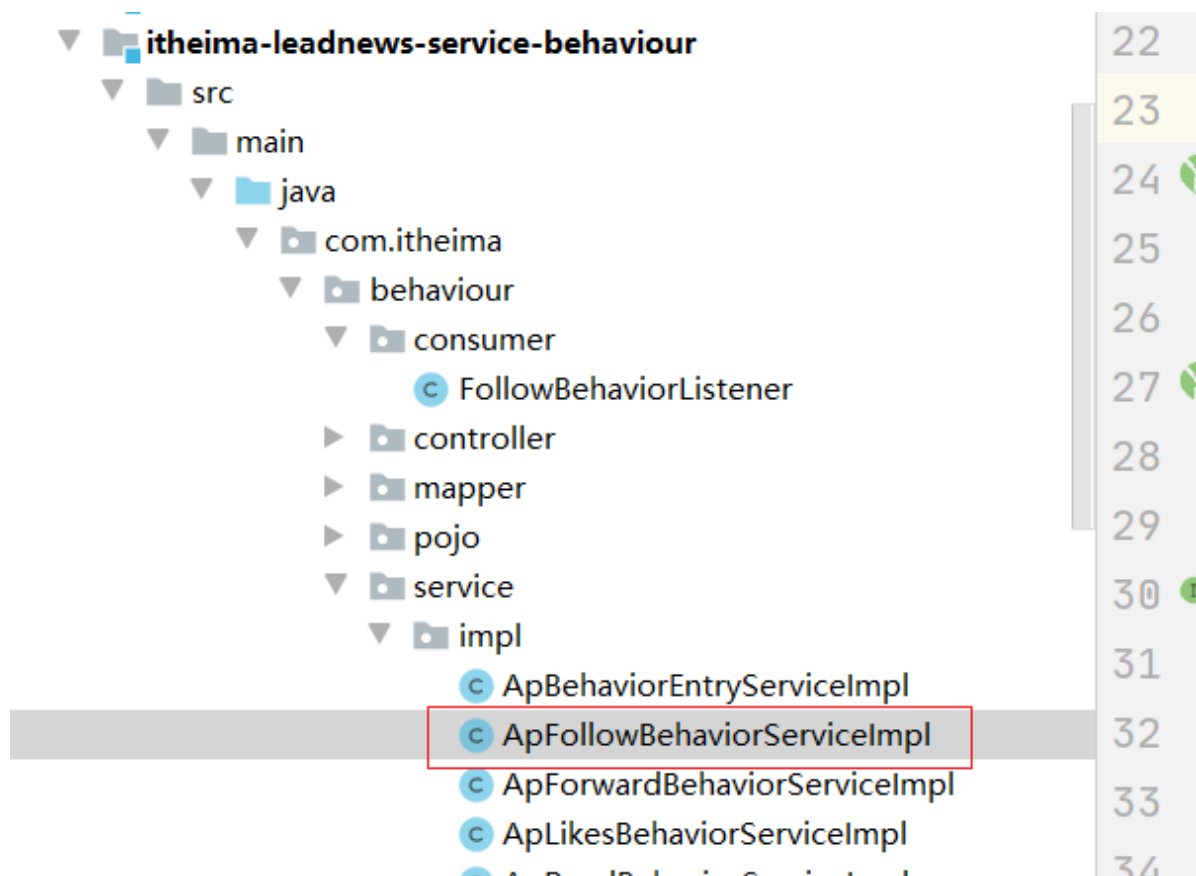 itheima-leadnews-service-behaviour
src
main
java
com.itheima
behaviour
consumer
FollowBehaviorListener
controller
mapper
pojo
service
impl
ApBehaviorEntryServiceImpl
ApFollowBehaviorServiceImpl
ApForwardBehaviorServiceImpl
ApLikesBehaviorServiceImpl
22
23
24
25
26
27
28
29
30
31
32
33
34